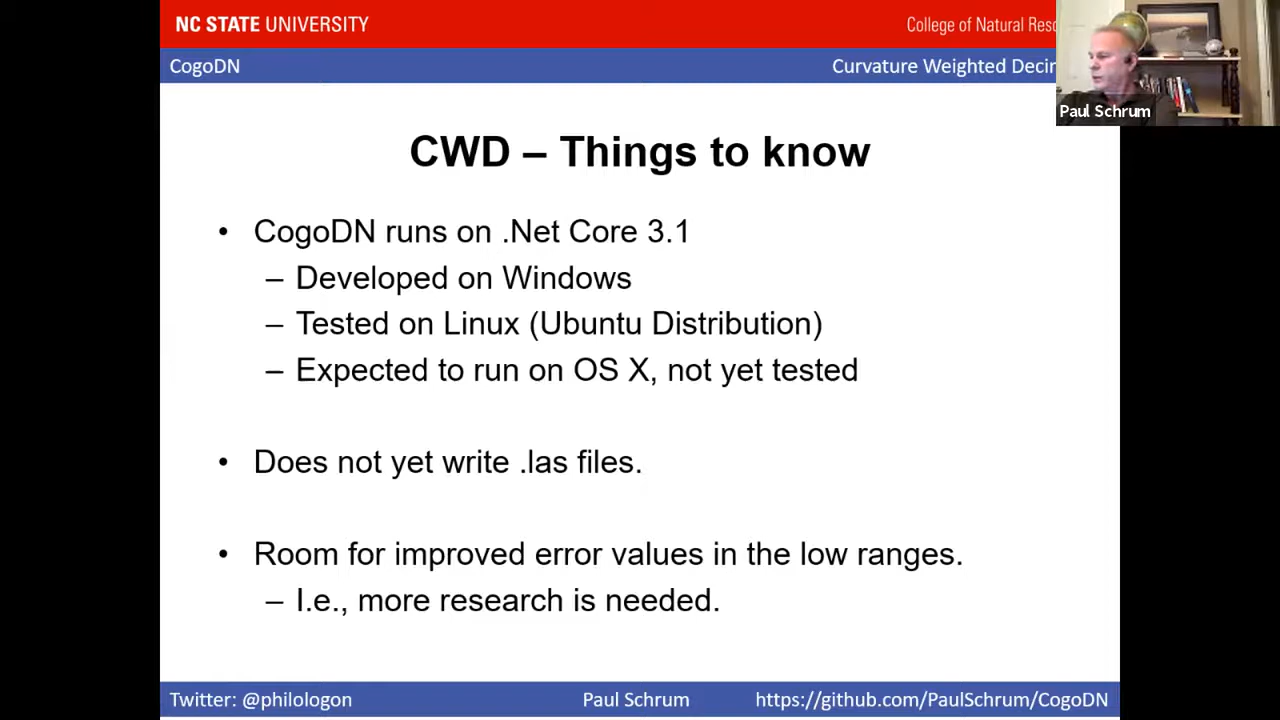 NC STATE UNIVERSITY
College of Natural Reso
CogoDN
Curvature Weighted Decim
Paul Schrum
CWD – Things to know
• CogoDN runs on .Net Core 3.1
– Developed on Windows
– Tested on Linux (Ubuntu Distribution)
– Expected to run on OS X, not yet tested
• Does not yet write .las files.
• Room for improved error values in the low ranges.
– I.e., more research is needed.
Twitter: @philologon
Paul Schrum
https://github.com/PaulSchrum/CogoDN